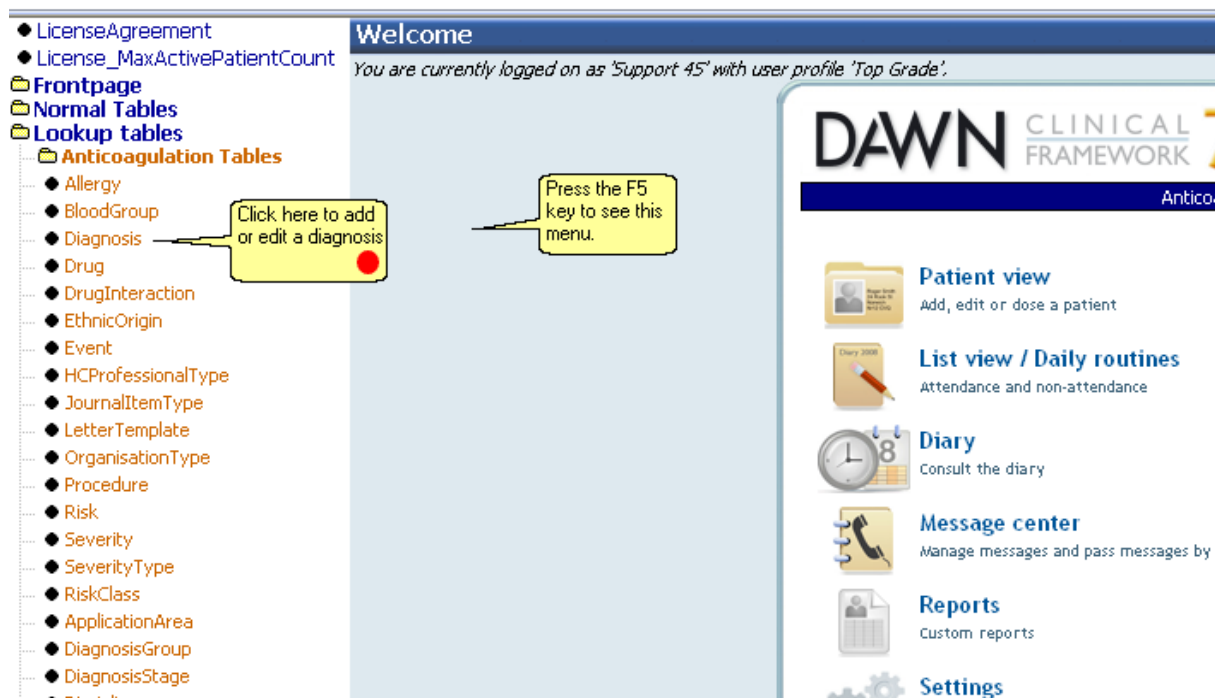 LicenseAgreement
License_MaxActivePatientCount
Frontpage
Normal Tables
Lookup tables
Anticoagulation Tables
Allergy
BloodGroup
Diagnosis
Drug
DrugInteraction
EthnicOrigin
Event
HCProfessionalType
JournalItemType
LetterTemplate
OrganisationType
Procedure
Risk
Severity
SeverityType
RiskClass
ApplicationArea
DiagnosisGroup
DiagnosisStage
Click here to add
or edit a diagnosis
Press the F5
key to see this
menu.
Welcome
You are currently logged on as 'Support 4S' with user profile 'Top Grade'.
DAWN CLINICAL
FRAMEWORK
Patient view
Add, edit or dose a patient
Diary 2008
List view / Daily routines
Attendance and non-attendance
8
Diary
Consult the diary
Message center
Manage messages and pass messages by
Reports
Custom reports
Settings